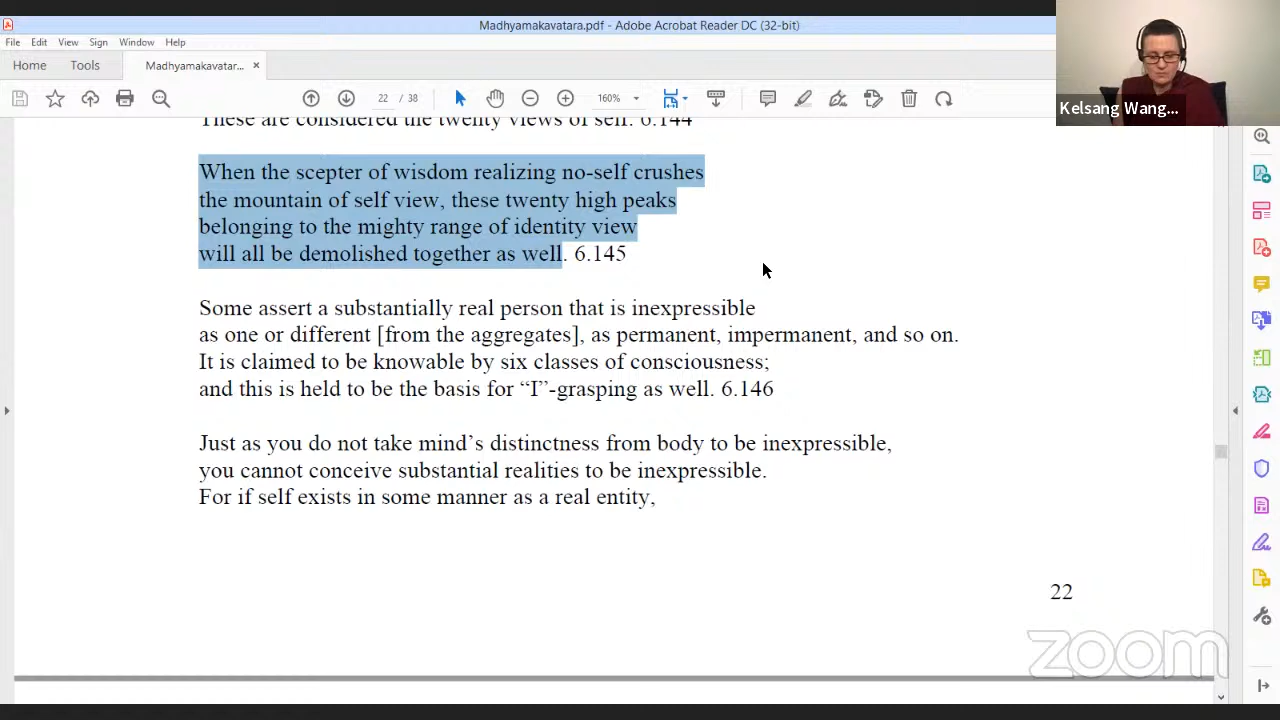 Madhyamakavatara.pdf - Adobe Acrobat Reader DC (32-bit)
File Edit View Sign Window Help
Home Tools Madhyamakavatar... ×
22 / 38 160%
Kelsang Wang...
These are considered the twenty views of self. 6.144
When the scepter of wisdom realizing no-self crushes
the mountain of self view, these twenty high peaks
belonging to the mighty range of identity view
will all be demolished together as well. 6.145
Some assert a substantially real person that is inexpressible
as one or different [from the aggregates], as permanent, impermanent, and so on.
It is claimed to be knowable by six classes of consciousness;
and this is held to be the basis for “I”-grasping as well. 6.146
Just as you do not take mind’s distinctness from body to be inexpressible,
you cannot conceive substantial realities to be inexpressible.
For if self exists in some manner as a real entity,
22
zoom